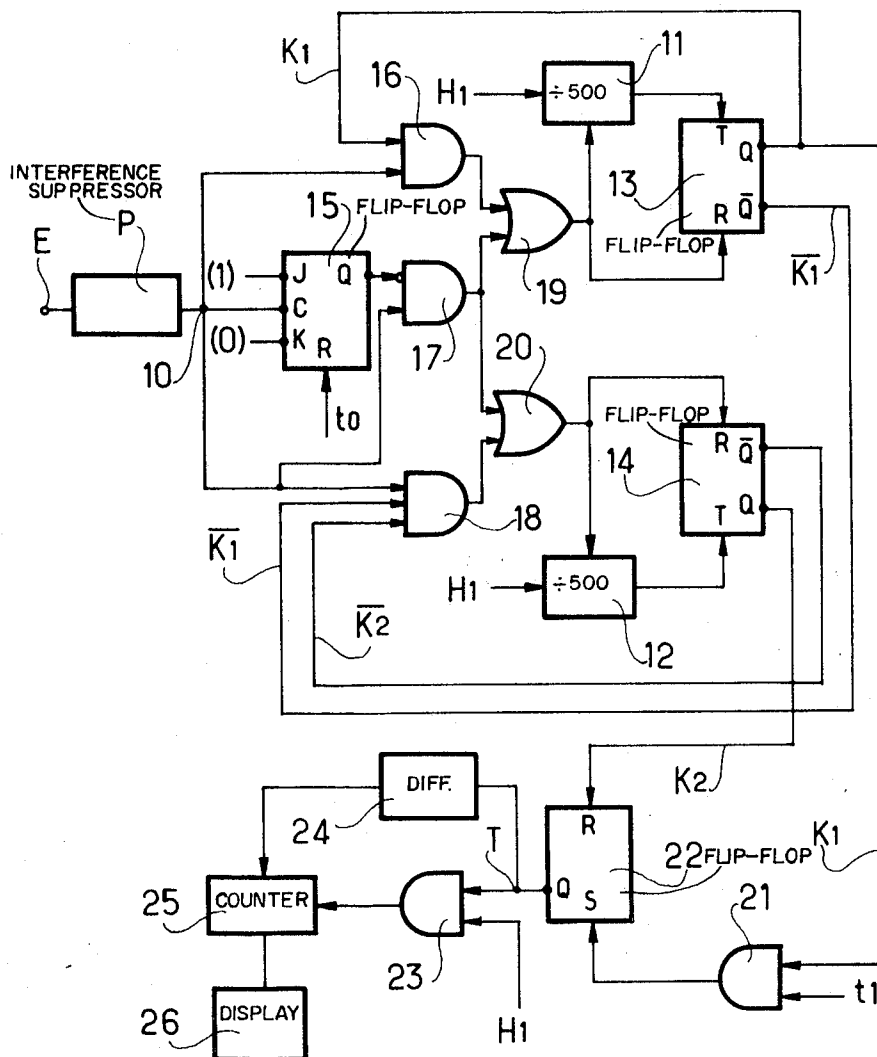 K1
16
11
H1
÷500
T
Q
INTERFERENCE
SUPPRESSOR
P
15
FLIP-FLOP
13
Q̅
R
FLIP-FLOP
E
(1)
J
Q
19
K̅1̅
C
(0)
K
R
17
10
20
t0
FLIP-FLOP
R
Q̅
14
Q
18
T
K̅1̅
H1
÷500
K̅2̅
12
K2
DIFF.
24
R
T
22
FLIP-FLOP
K1
Q
S
25
COUNTER
21
23
26
DISPLAY
H1
t1